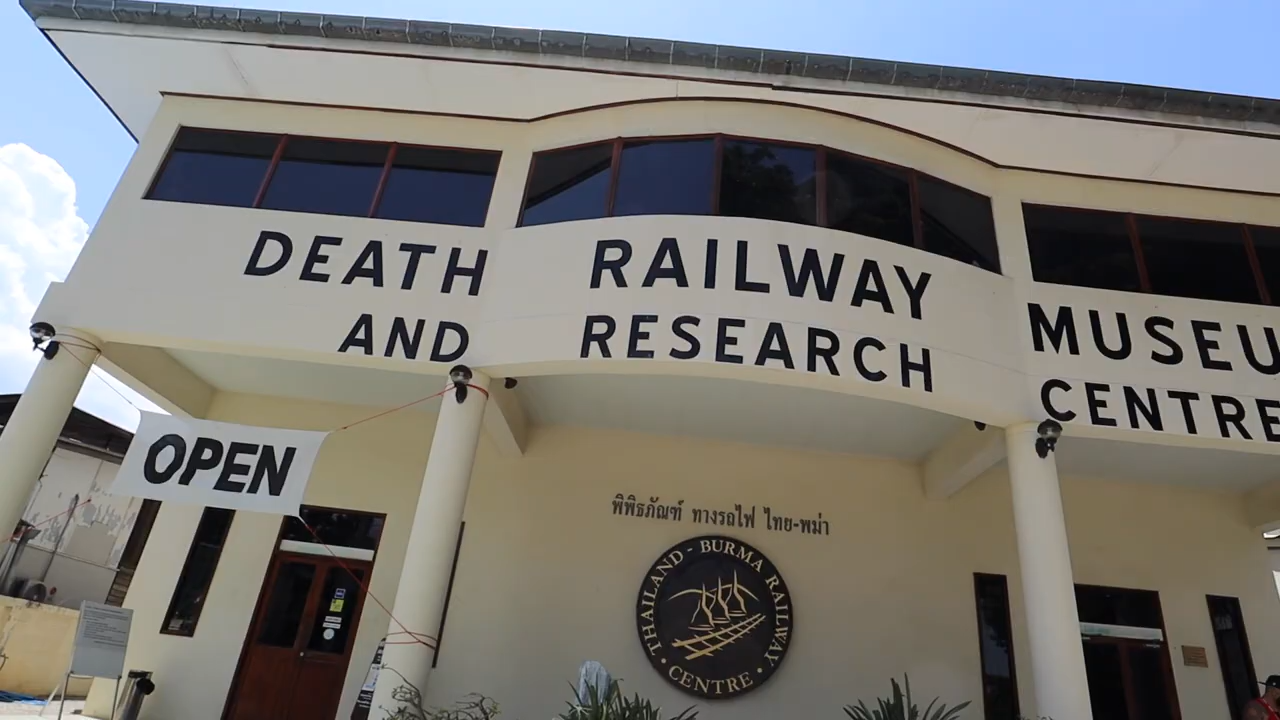 DEATH RAILWAY MUSEU
AND RESEARCH CENTRE
OPEN
พิพิธภัณฑ์ ทางรถไฟ ไทย-พม่า
THAILAND - BURMA RAILWAY
• CENTRE •